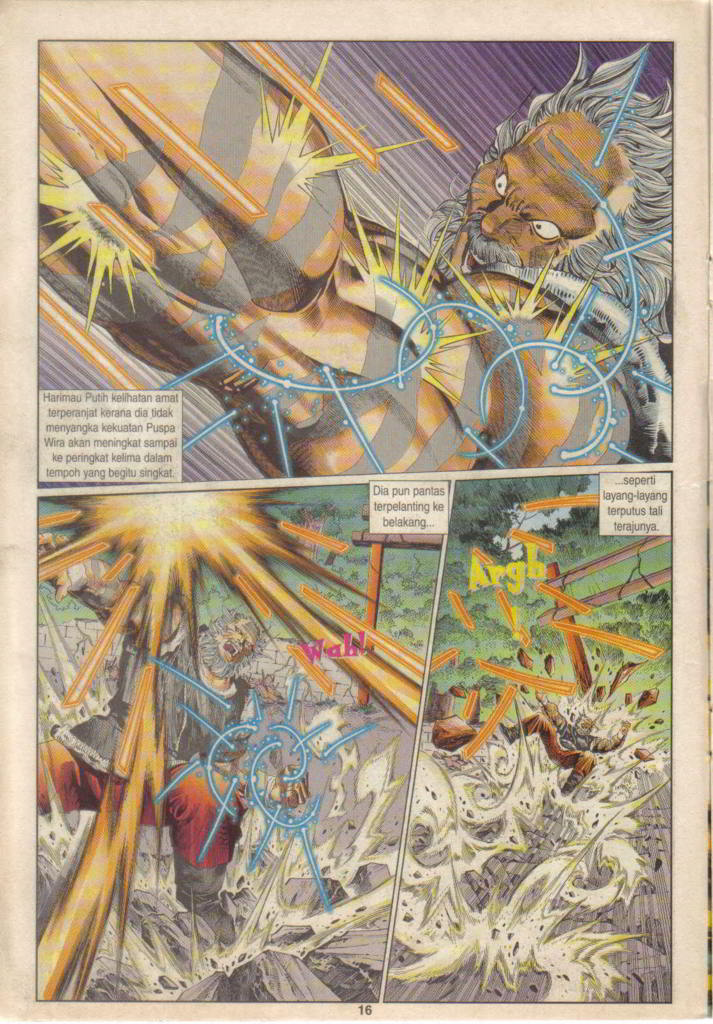 Harimau Putih kelihatan amat
terperanjat kerana dia tidak
menyangka kekuatan Puspa
Wira akan meningkat sampai
ke peringkat kelima dalam
tempoh yang begitu singkat.
Dia pun pantas
terpelanting ke
belakang...
Wah!
...seperti
layang-layang
terputus tali
terajunya.
Argh
!
16